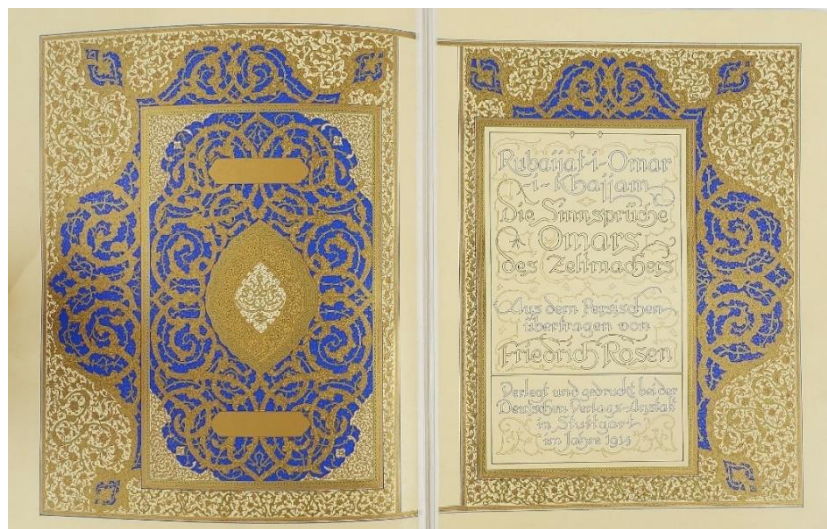 Rubaijat-i-Omar
-i-Khajjam
Die Sinnsprüche
Omars
des Zeltmachers
Aus dem Persischen
übertragen von
Friedrich Rosen
Verlegt und gedruckt bei der
Deutschen Verlags-Anstalt
in Stuttgart
im Jahre 1914